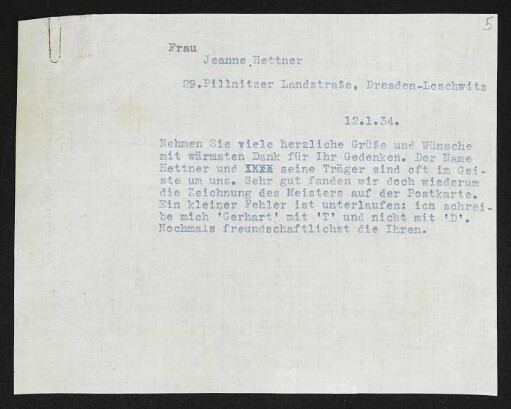 5
Frau
Jeanne Hettner
29.Pillnitzer Landstraße, Dresden-Loschwitz
12.1.34.
Nehmen Sie viele herzliche Grüße und Wünsche
mit wärmsten Dank für Ihr Gedenken. Der Name
Hettner und seine Träger sind oft im Gei-
ste um uns. Sehr gut fanden wir doch wiederum
die Zeichnung des Meisters auf der Postkarte.
Ein kleiner Fehler ist unterlaufen: ich schrei-
be mich 'Gerhart' mit 'T' und nicht mit 'D'.
Nochmals freundschaftlichst die Ihren.